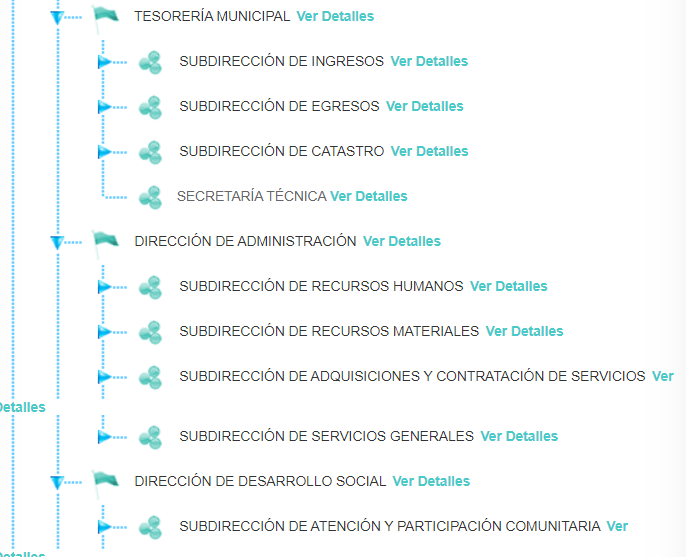 TESORERÍA MUNICIPAL Ver Detalles
SUBDIRECCIÓN DE INGRESOS Ver Detalles
SUBDIRECCIÓN DE EGRESOS Ver Detalles
SUBDIRECCIÓN DE CATASTRO Ver Detalles
SECRETARÍA TÉCNICA Ver Detalles
DIRECCIÓN DE ADMINISTRACIÓN Ver Detalles
SUBDIRECCIÓN DE RECURSOS HUMANOS Ver Detalles
SUBDIRECCIÓN DE RECURSOS MATERIALES Ver Detalles
SUBDIRECCIÓN DE ADQUISICIONES Y CONTRATACIÓN DE SERVICIOS Ver
Detalles
SUBDIRECCIÓN DE SERVICIOS GENERALES Ver Detalles
DIRECCIÓN DE DESARROLLO SOCIAL Ver Detalles
SUBDIRECCIÓN DE ATENCIÓN Y PARTICIPACIÓN COMUNITARIA Ver
Detalles